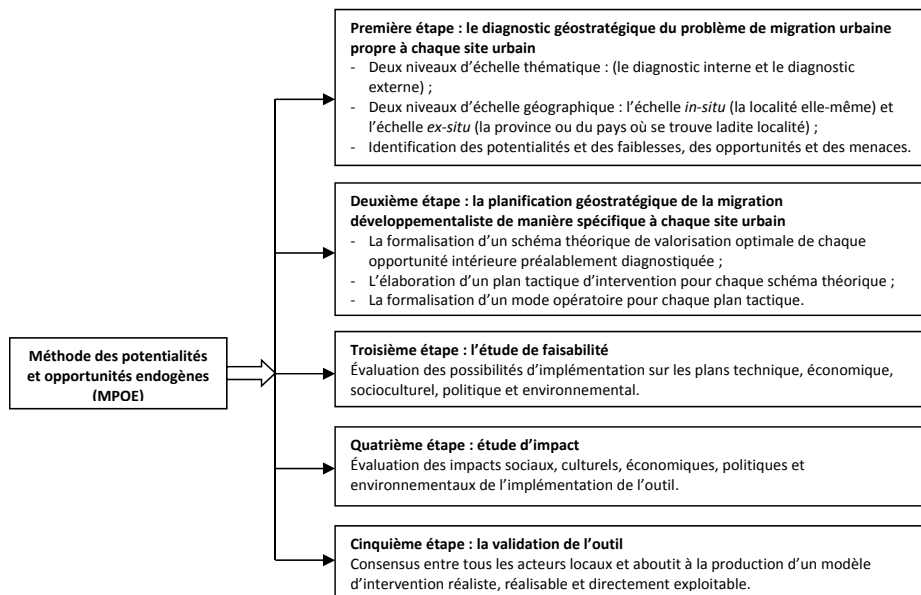 Première étape : le diagnostic géostratégique du problème de migration urbaine
propre à chaque site urbain
- Deux niveaux d'échelle thématique : (le diagnostic interne et le diagnostic
externe) ;
- Deux niveaux d'échelle géographique : l'échelle in-situ (la localité elle-même) et
l'échelle ex-situ (la province ou du pays où se trouve ladite localité) ;
- Identification des potentialités et des faiblesses, des opportunités et des menaces.
Deuxième étape : la planification géostratégique de la migration
développementaliste de manière spécifique à chaque site urbain
- La formalisation d'un schéma théorique de valorisation optimale de chaque
opportunité intérieure préalablement diagnostiquée ;
- L'élaboration d'un plan tactique d'intervention pour chaque schéma théorique ;
- La formalisation d'un mode opératoire pour chaque plan tactique.
Méthode des potentialités
et opportunités endogènes
(MPOE)
Troisième étape : l'étude de faisabilité
Évaluation des possibilités d'implémentation sur les plans technique, économique,
socioculturel, politique et environnemental.
Quatrième étape : étude d'impact
Évaluation des impacts sociaux, culturels, économiques, politiques et
environnementaux de l'implémentation de l'outil.
Cinquième étape : la validation de l'outil
Consensus entre tous les acteurs locaux et aboutit à la production d'un modèle
d'intervention réaliste, réalisable et directement exploitable.